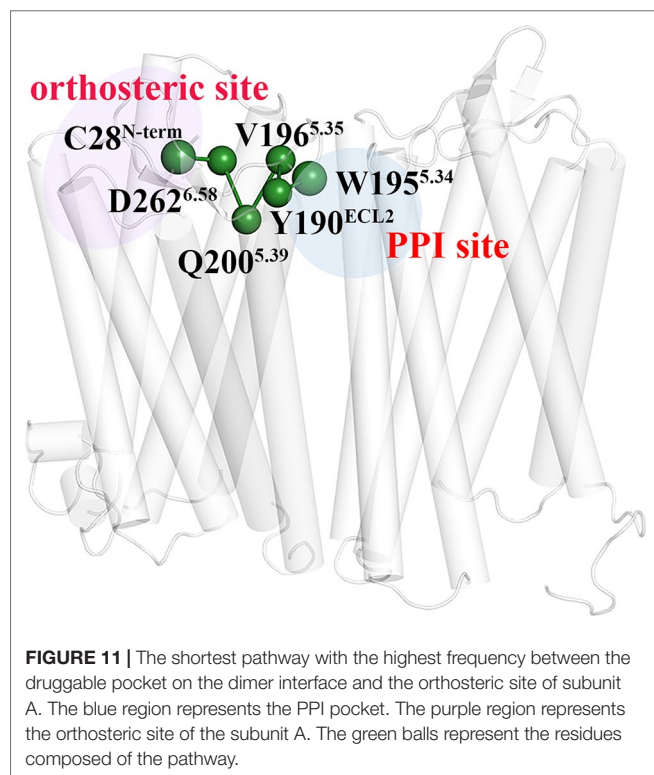 orthosteric site
C28N-term
V1965.35
D2626.58
W1955.34
Y190ECL2
Q2005.39
PPI site
FIGURE 11 | The shortest pathway with the highest frequency between the
druggable pocket on the dimer interface and the orthosteric site of subunit
A. The blue region represents the PPI pocket. The purple region represents
the orthosteric site of the subunit A. The green balls represent the residues
composed of the pathway.